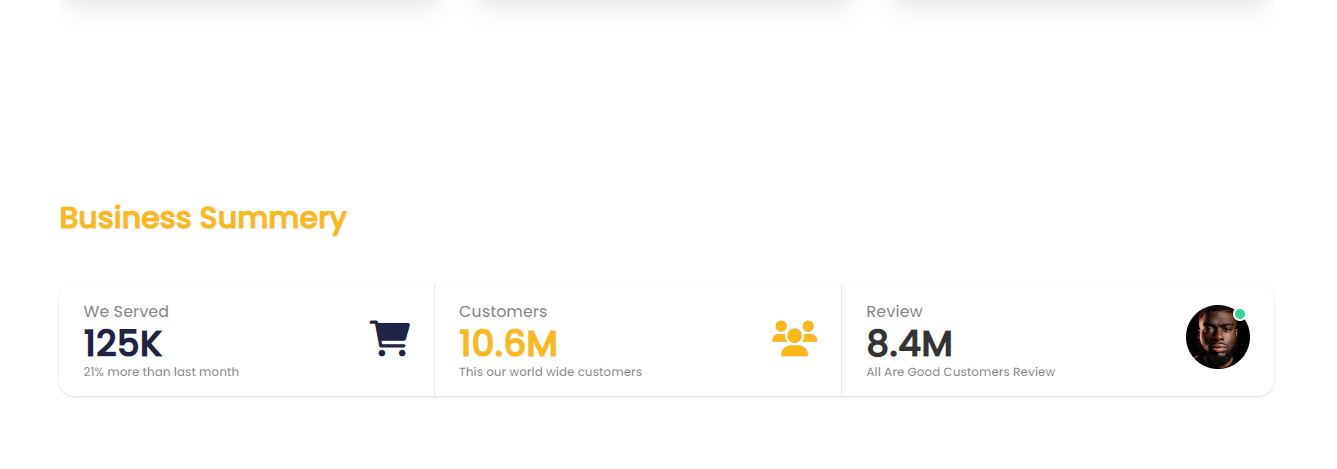 Business Summery
We Served
125K
21% more than last month
Customers
10.6M
This our world wide customers
Review
8.4M
All Are Good Customers Review